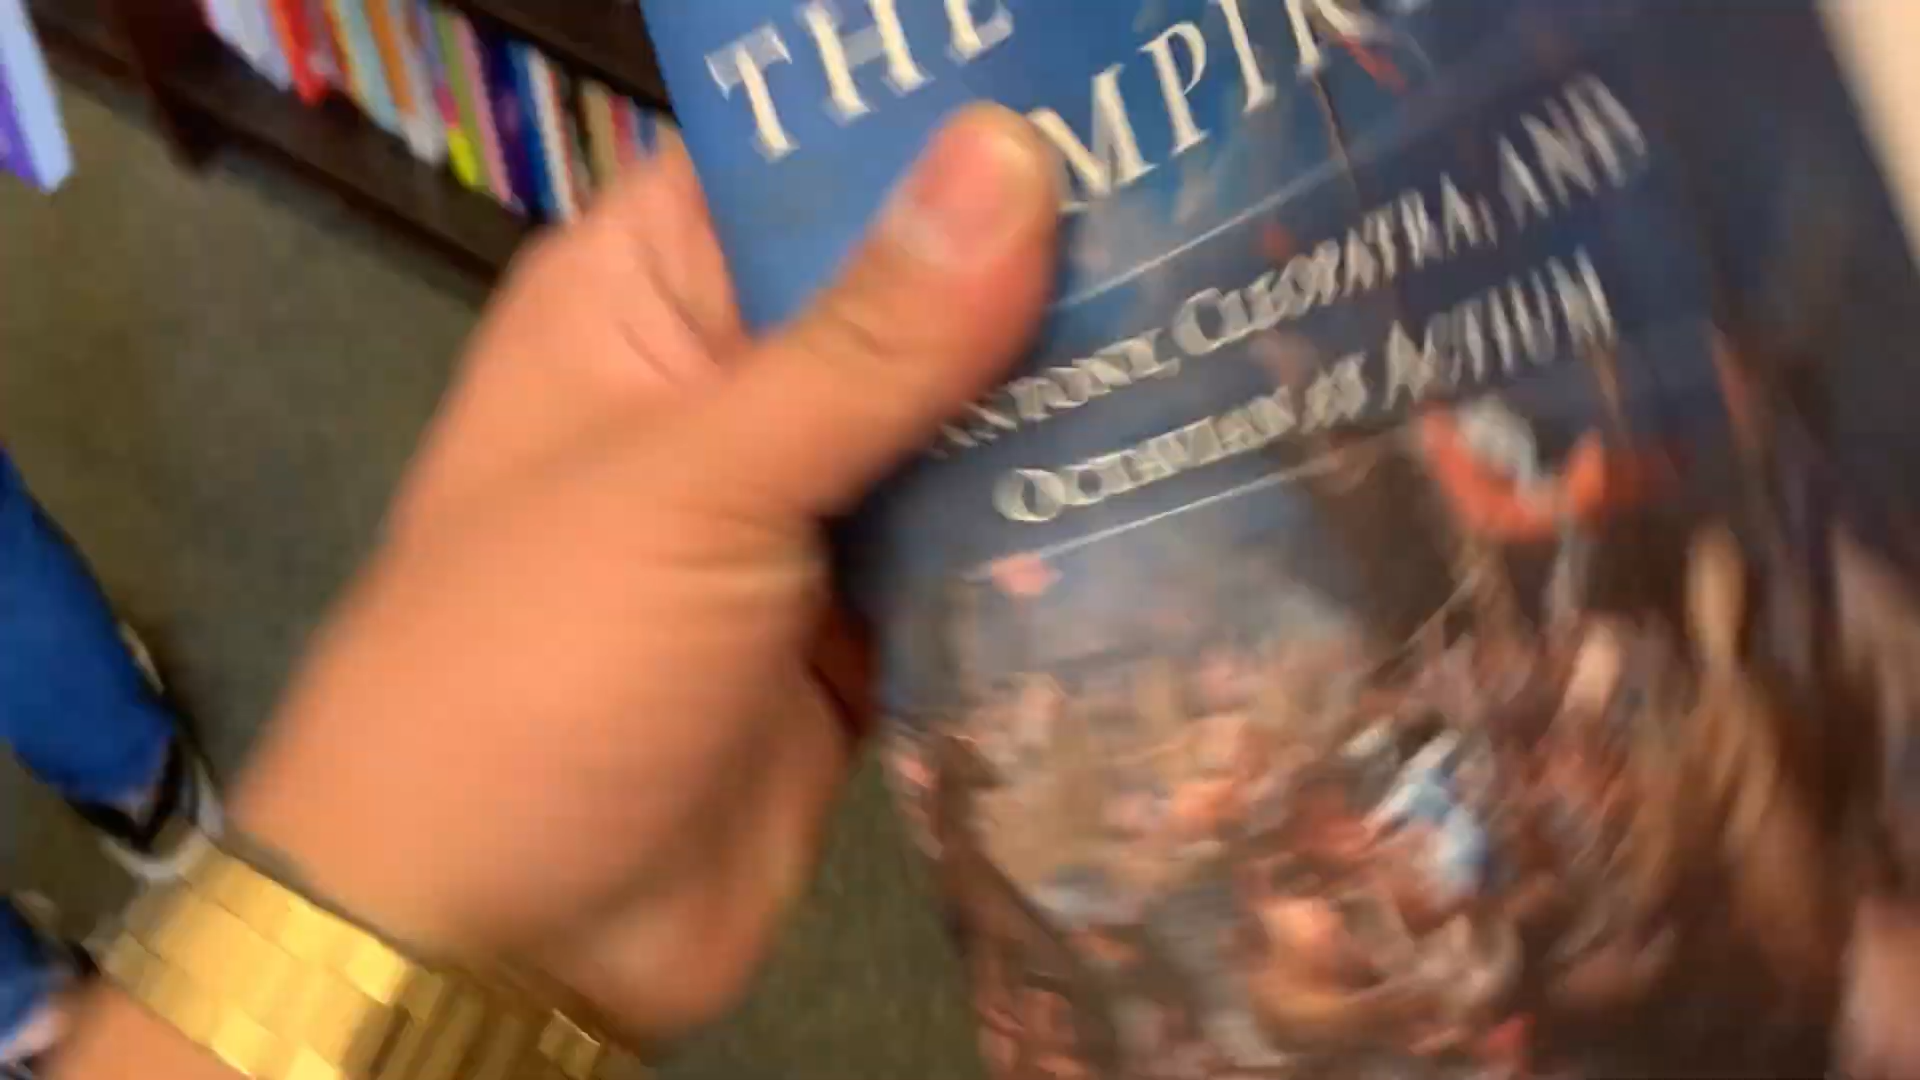 THE
MPIR
ANTONY, CLEOPATRA, AND
OCTAVIAN AT ACTIUM